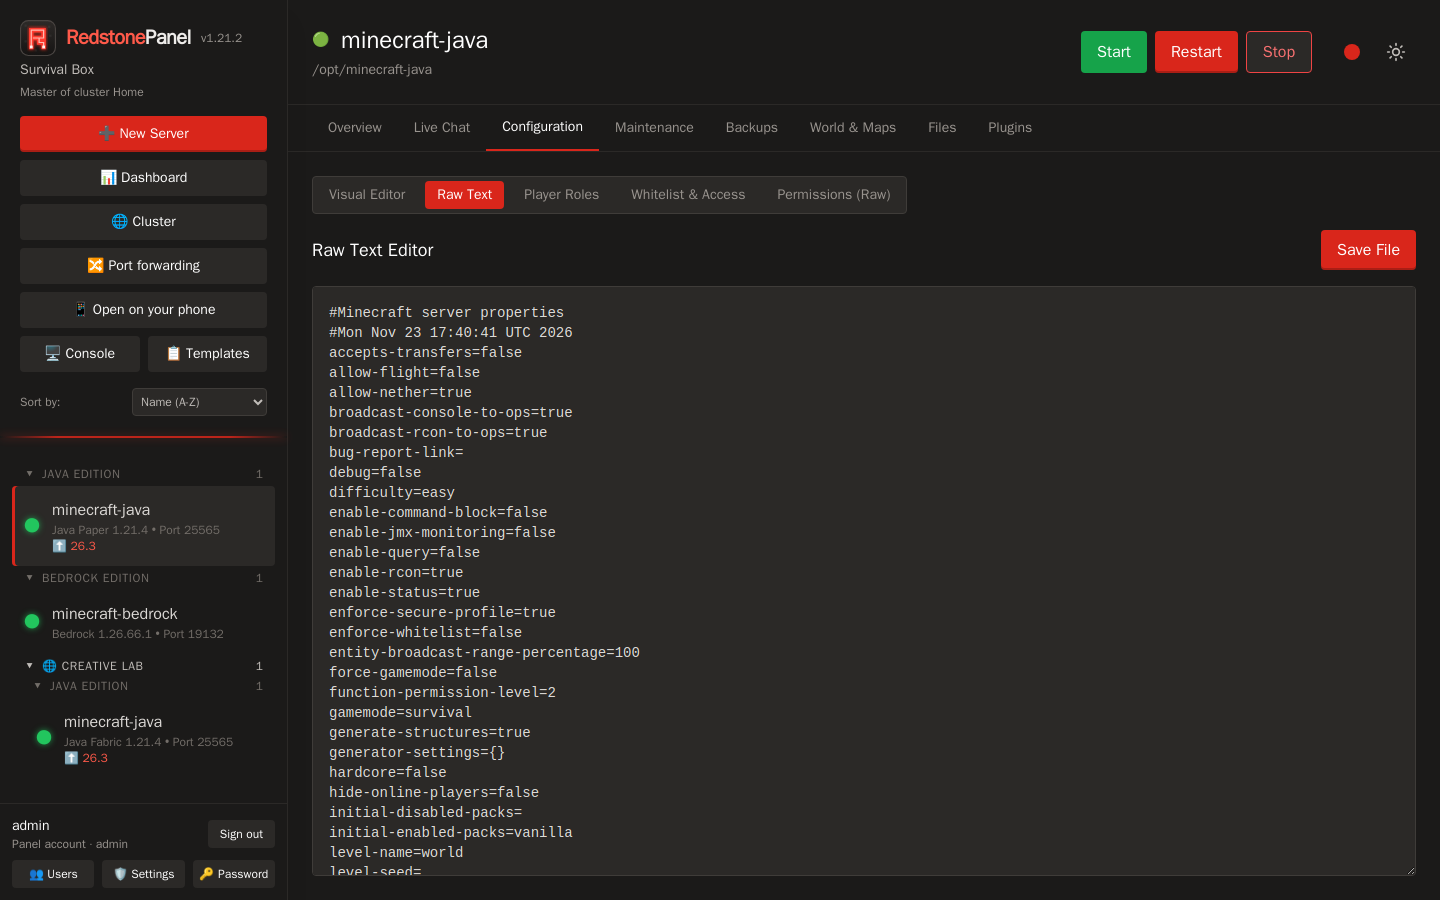 RedstonePanel v1.21.2
Survival Box
Master of cluster Home
➕ New Server
📊 Dashboard
🌐 Cluster
🔀 Port forwarding
📱 Open on your phone
🖥️ Console
📋 Templates
Sort by:
Name (A-Z)
▼ JAVA EDITION 1
minecraft-java
Java Paper 1.21.4 • Port 25565
⬆️ 26.3
▼ BEDROCK EDITION 1
minecraft-bedrock
Bedrock 1.26.66.1 • Port 19132
▼ 🌐 CREATIVE LAB 1
▼ JAVA EDITION 1
minecraft-java
Java Fabric 1.21.4 • Port 25565
⬆️ 26.3
admin
Panel account · admin
Sign out
👥 Users
🛡️ Settings
🔑 Password
minecraft-java
/opt/minecraft-java
Start
Restart
Stop
Overview
Live Chat
Configuration
Maintenance
Backups
World & Maps
Files
Plugins
Visual Editor
Raw Text
Player Roles
Whitelist & Access
Permissions (Raw)
Raw Text Editor
Save File
#Minecraft server properties
#Mon Nov 23 17:40:41 UTC 2026
accepts-transfers=false
allow-flight=false
allow-nether=true
broadcast-console-to-ops=true
broadcast-rcon-to-ops=true
bug-report-link=
debug=false
difficulty=easy
enable-command-block=false
enable-jmx-monitoring=false
enable-query=false
enable-rcon=true
enable-status=true
enforce-secure-profile=true
enforce-whitelist=false
entity-broadcast-range-percentage=100
force-gamemode=false
function-permission-level=2
gamemode=survival
generate-structures=true
generator-settings={}
hardcore=false
hide-online-players=false
initial-disabled-packs=
initial-enabled-packs=vanilla
level-name=world
level-seed=